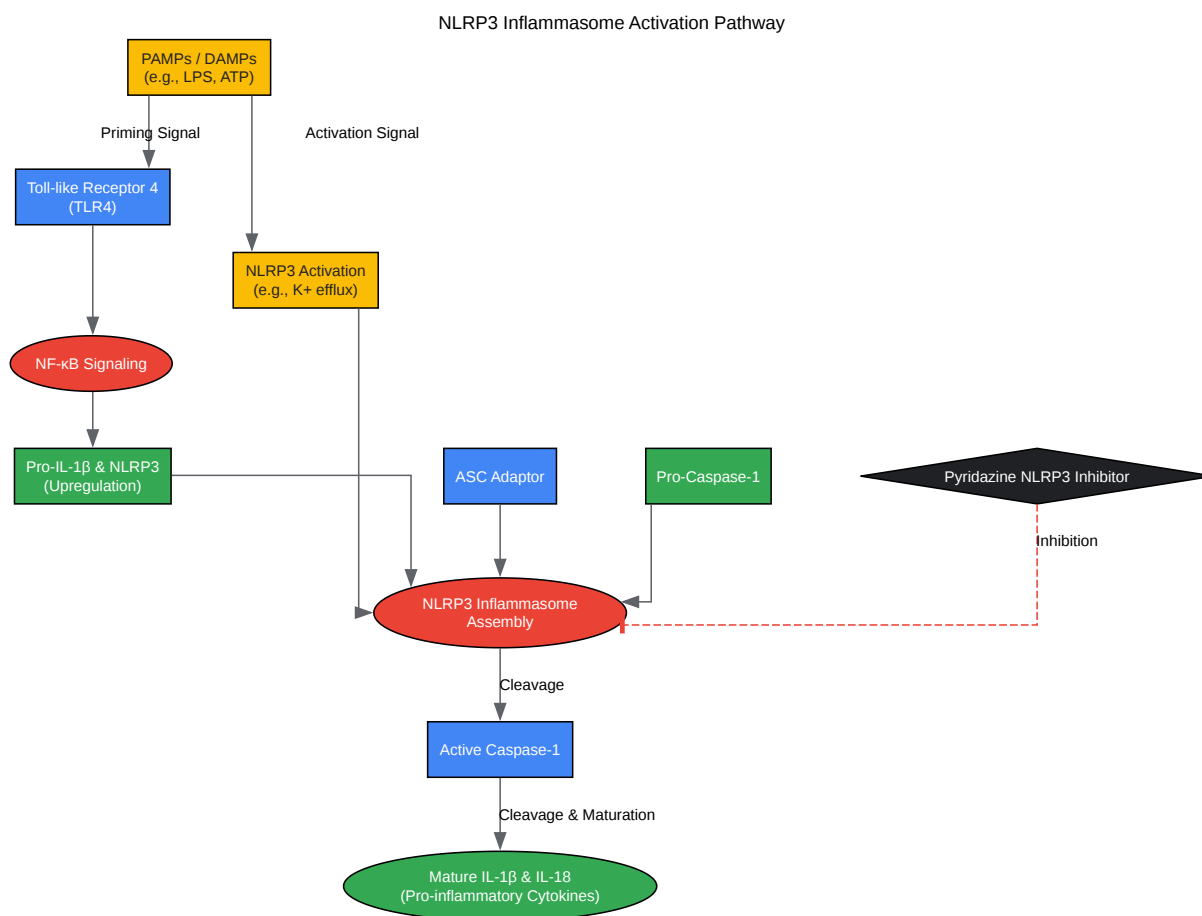 NLRP3 Inflammasome Activation Pathway
PAMPs / DAMPs
(e.g., LPS, ATP)
Priming Signal
Activation Signal
Toll-like Receptor 4
(TLR4)
NLRP3 Activation
(e.g., K+ efflux)
NF-κB Signaling
Pro-IL-1β & NLRP3
(Upregulation)
ASC Adaptor
Pro-Caspase-1
Pyridazine NLRP3 Inhibitor
Inhibition
NLRP3 Inflammasome
Assembly
Cleavage
Active Caspase-1
Cleavage & Maturation
Mature IL-1β & IL-18
(Pro-inflammatory Cytokines)